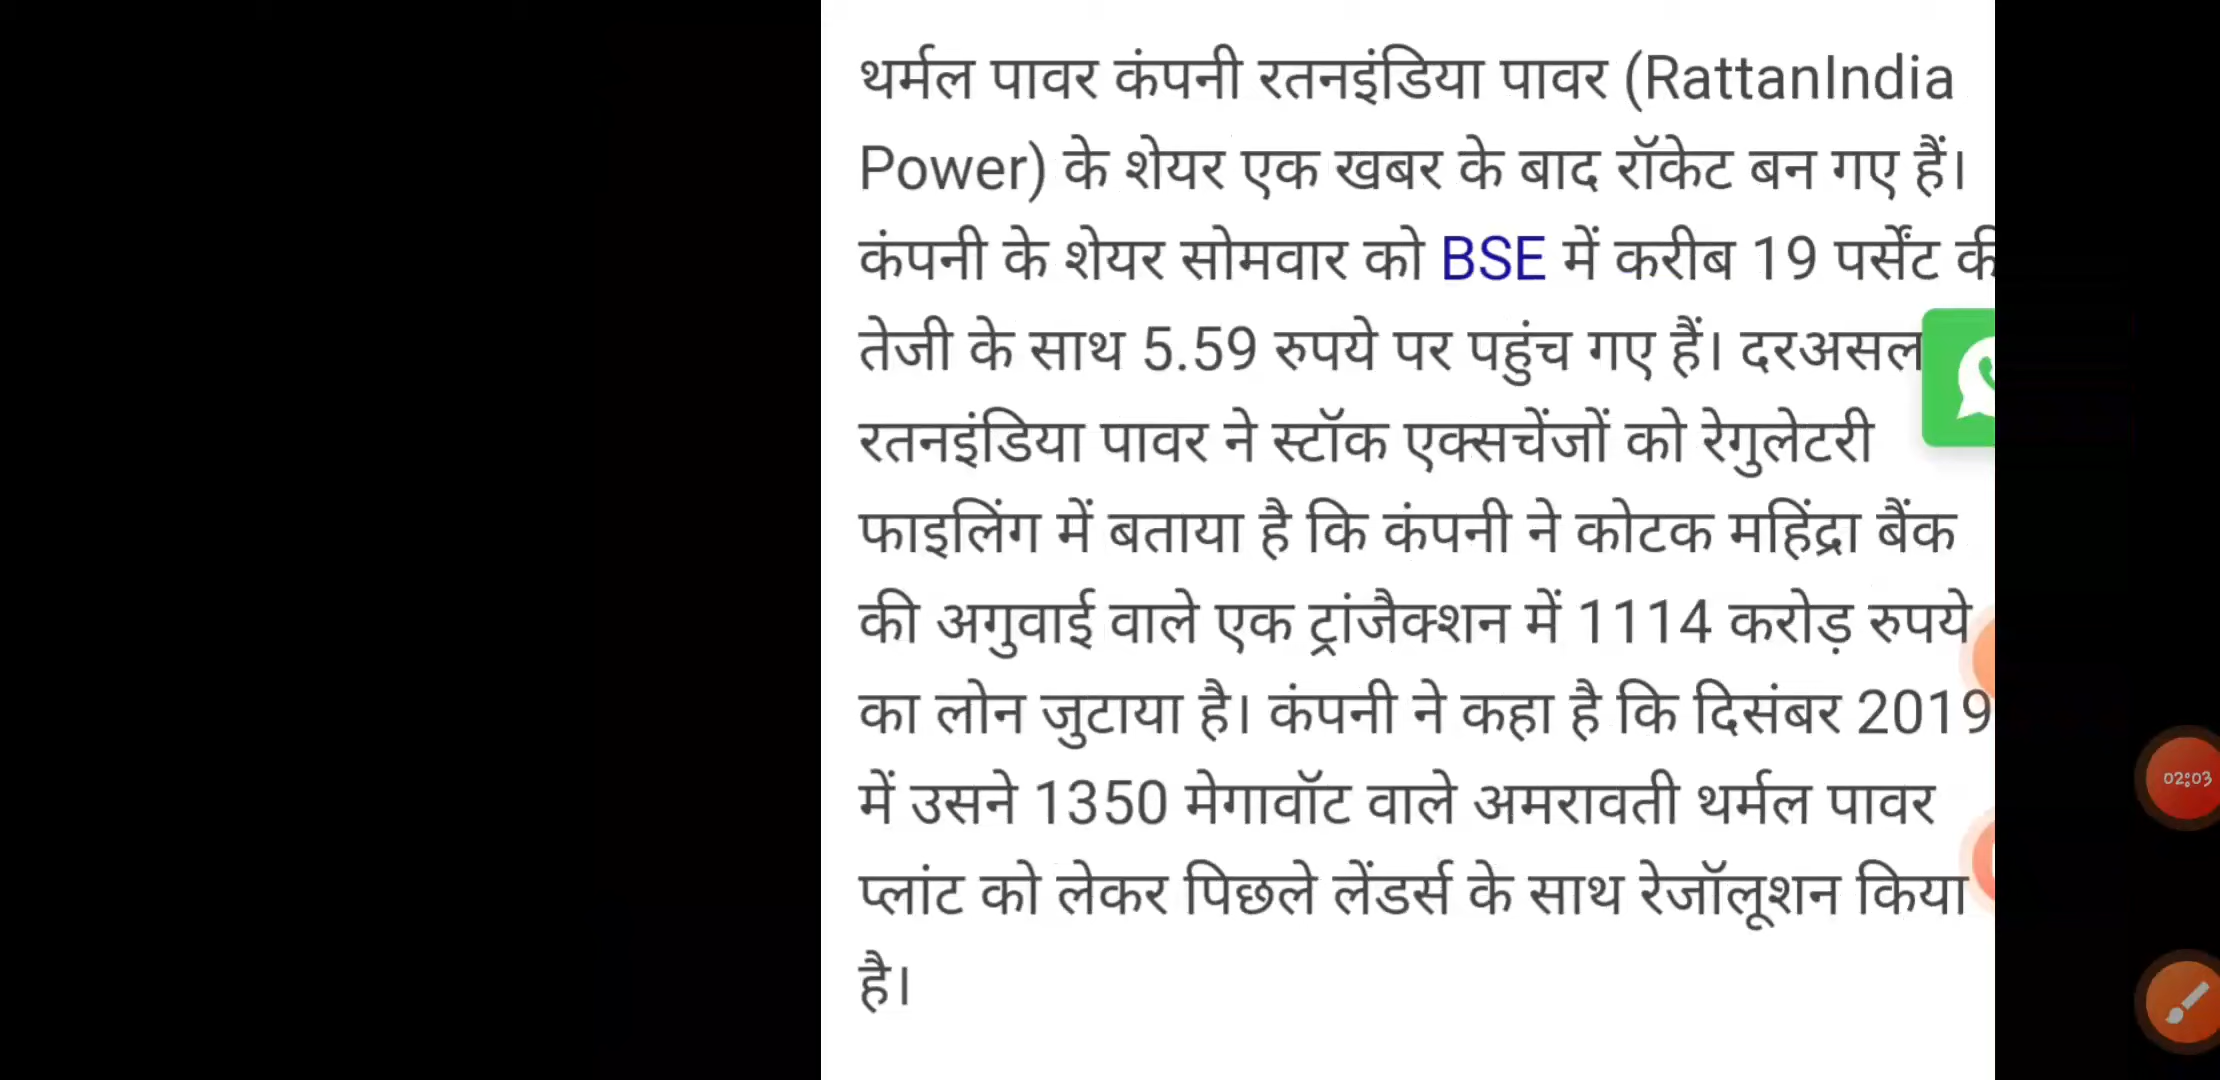 थर्मल पावर कंपनी रतनइंडिया पावर (RattanIndia
Power) के शेयर एक खबर के बाद रॉकेट बन गए हैं।
कंपनी के शेयर सोमवार को BSE में करीब 19 पर्सेंट की
तेजी के साथ 5.59 रुपये पर पहुंच गए हैं। दरअसल
रतनइंडिया पावर ने स्टॉक एक्सचेंजों को रेगुलेटरी
फाइलिंग में बताया है कि कंपनी ने कोटक महिंद्रा बैंक
की अगुवाई वाले एक ट्रांजैक्शन में 1114 करोड़ रुपये
का लोन जुटाया है। कंपनी ने कहा है कि दिसंबर 2019
में उसने 1350 मेगावॉट वाले अमरावती थर्मल पावर
प्लांट को लेकर पिछले लेंडर्स के साथ रेजॉलूशन किया
है।
02:03